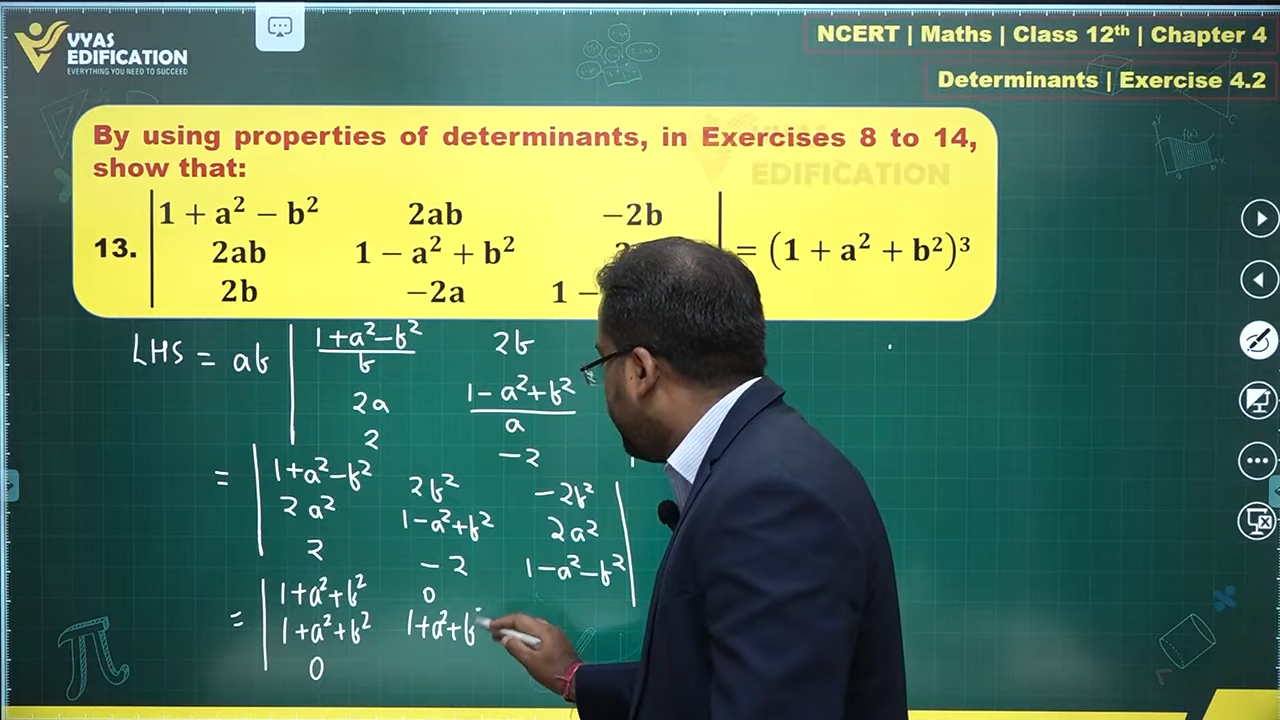 VYAS
EDIFICATION
EVERYTHING YOU NEED TO SUCCEED
NCERT | Maths | Class 12th | Chapter 4
Determinants | Exercise 4.2
By using properties of determinants, in Exercises 8 to 14,
show that:
EDIFICATION
1 + a² − b² 2ab −2b
13. 2ab 1 − a² + b² = (1 + a² + b²)³
2b −2a 1 −
LHS = ab | (1+a²−b²)/b 2b
2a (1−a²+b²)/a
2 −2
= | 1+a²−b² 2b² −2b² |
2a² 1−a²+b² 2a²
2 −2 1−a²−b²
= | 1+a²+b² 0
1+a²+b² 1+a²+b
0